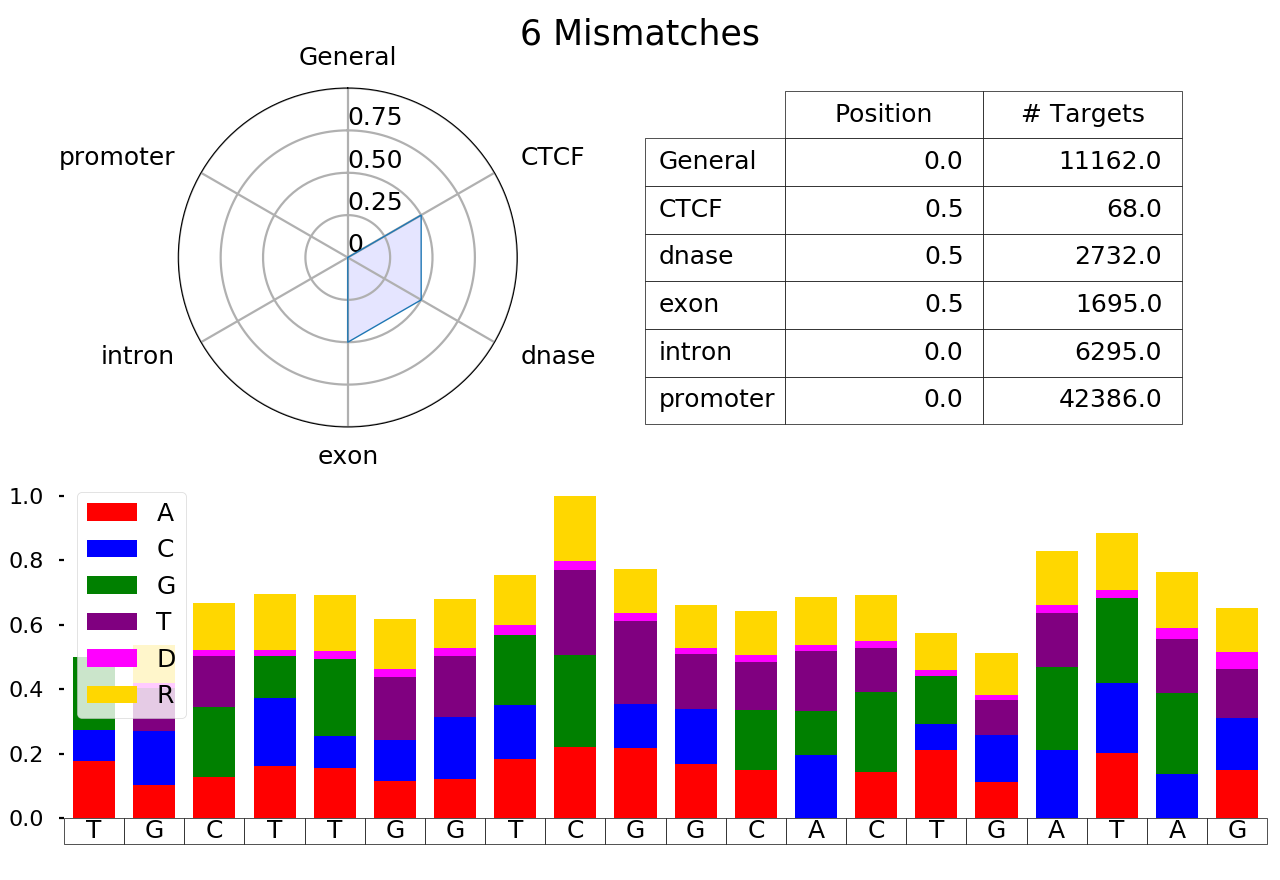 6 Mismatches
General
promoter
CTCF
0.75
0.50
0.25
0
intron
dnase
exon
Position # Targets
General 0.0 11162.0
CTCF 0.5 68.0
dnase 0.5 2732.0
exon 0.5 1695.0
intron 0.0 6295.0
promoter 0.0 42386.0
1.0
0.8
0.6
0.4
0.2
0.0
A
C
G
T
D
R
T G C T T G G T C G G C A C T G A T A G